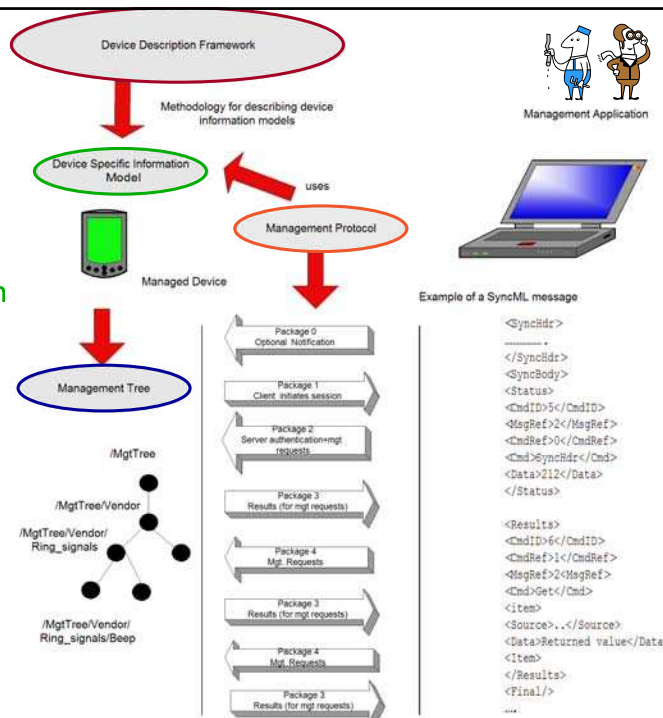 Device Description Framework
Methodology for describing device
information models
Management Application
Device Specific Information
Model
uses
Management Protocol
Managed Device
Example of a SyncML message
Management Tree
/MgtTree
/MgtTree/Vendor
/MgtTree/Vendor/
Ring_signals
/MgtTree/Vendor/
Ring_signals/Beep
Package 0
Optional Notification
Package 1
Client initiates session
Package 2
Server authentication+mgt
requests
Package 3
Results (for mgt requests)
Package 4
Mgt. Requests
Package 3
Results (for mgt requests)
Package 4
Mgt. Requests
Package 3
Results (for mgt requests)
<SyncHdr>
..............
</SyncHdr>
<SyncBody>
<Status>
<CmdID>5</CmdID>
<MsgRef>2</MsgRef>
<CmdRef>0</CmdRef>
<Cmd>SyncHdr</Cmd>
<Data>212</Data>
</Status>
<Results>
<CmdID>6</CmdID>
<CmdRef>1</CmdRef>
<MsgRef>2<MsgRef>
<Cmd>Get</Cmd>
<item>
<Source>..</Source>
<Data>Returned value</Data
<Item>
</Results>
<Final/>
....